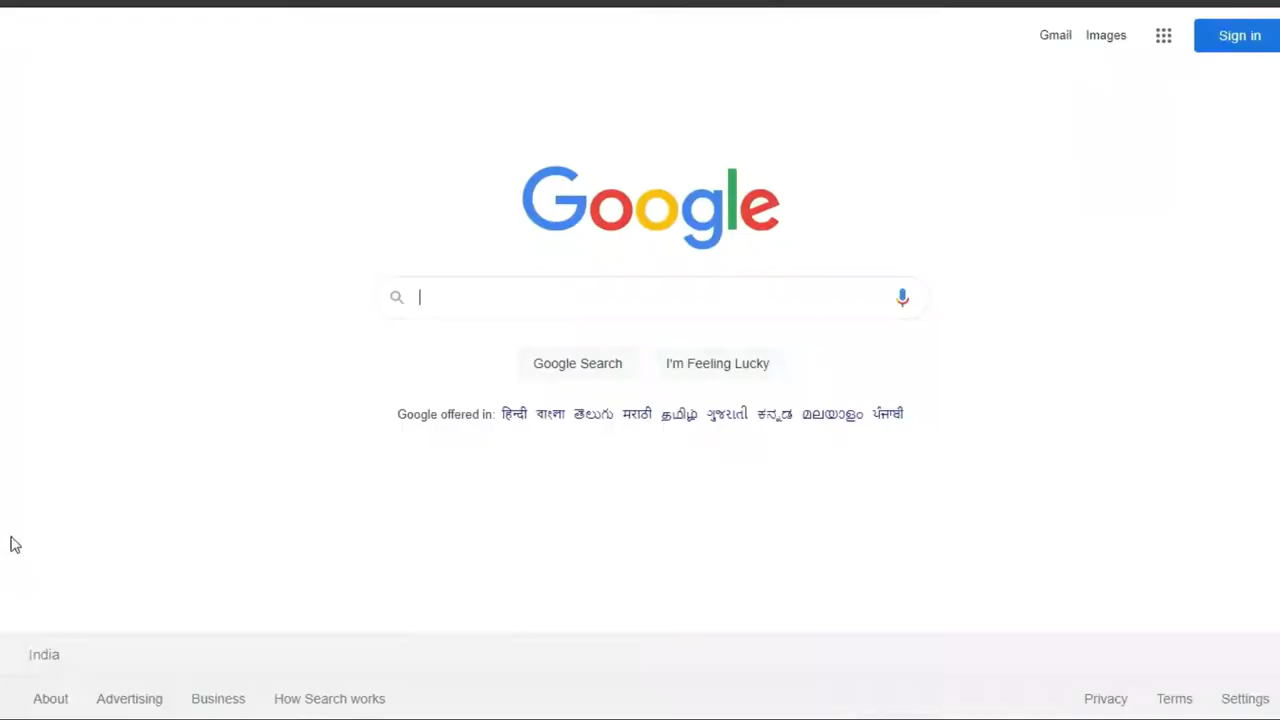 Gmail Images Sign in
Google
Google Search I'm Feeling Lucky
Google offered in: हिन्दी বাংলা తెలుగు मराठी தமிழ் ગુજરાતી ಕನ್ನಡ മലയാളം ਪੰਜਾਬੀ
India
About Advertising Business How Search works Privacy Terms Settings